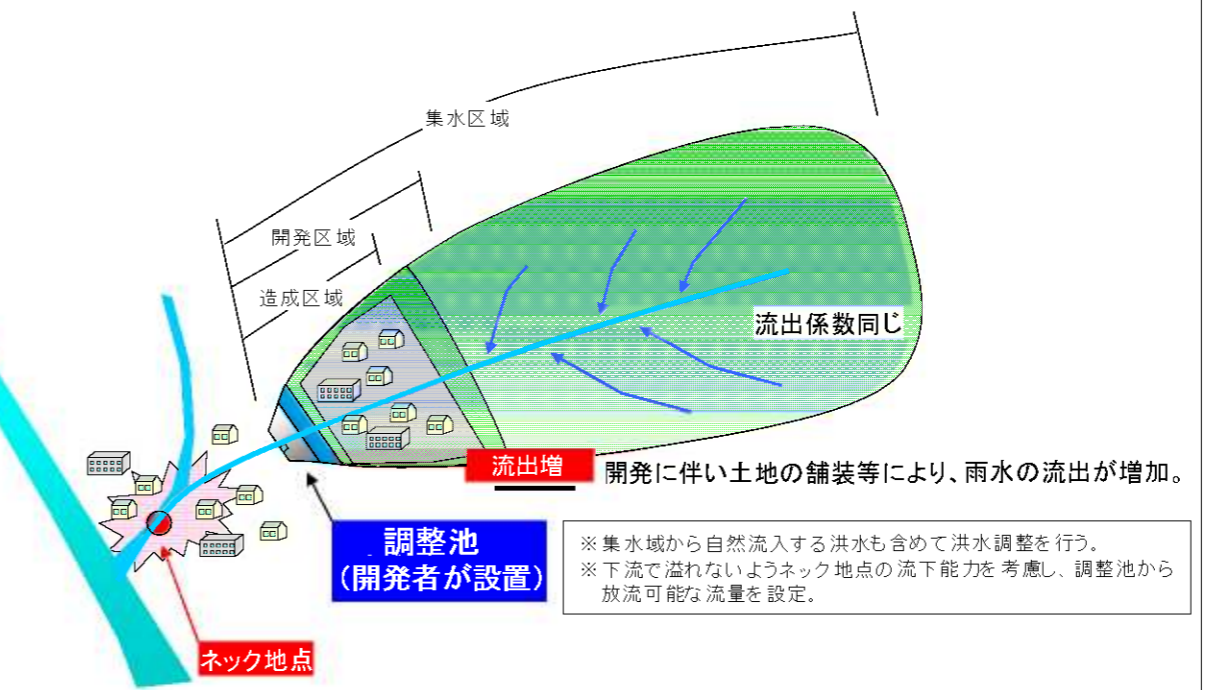 集水区域
開発区域
造成区域
流出係数同じ
流出増
開発に伴い土地の舗装等により、雨水の流出が増加。
調整池
(開発者が設置)
※集水域から自然流入する洪水も含めて洪水調整を行う。
※下流で溢れないようネック地点の流下能力を考慮し、調整池から
放流可能な流量を設定。
ネック地点